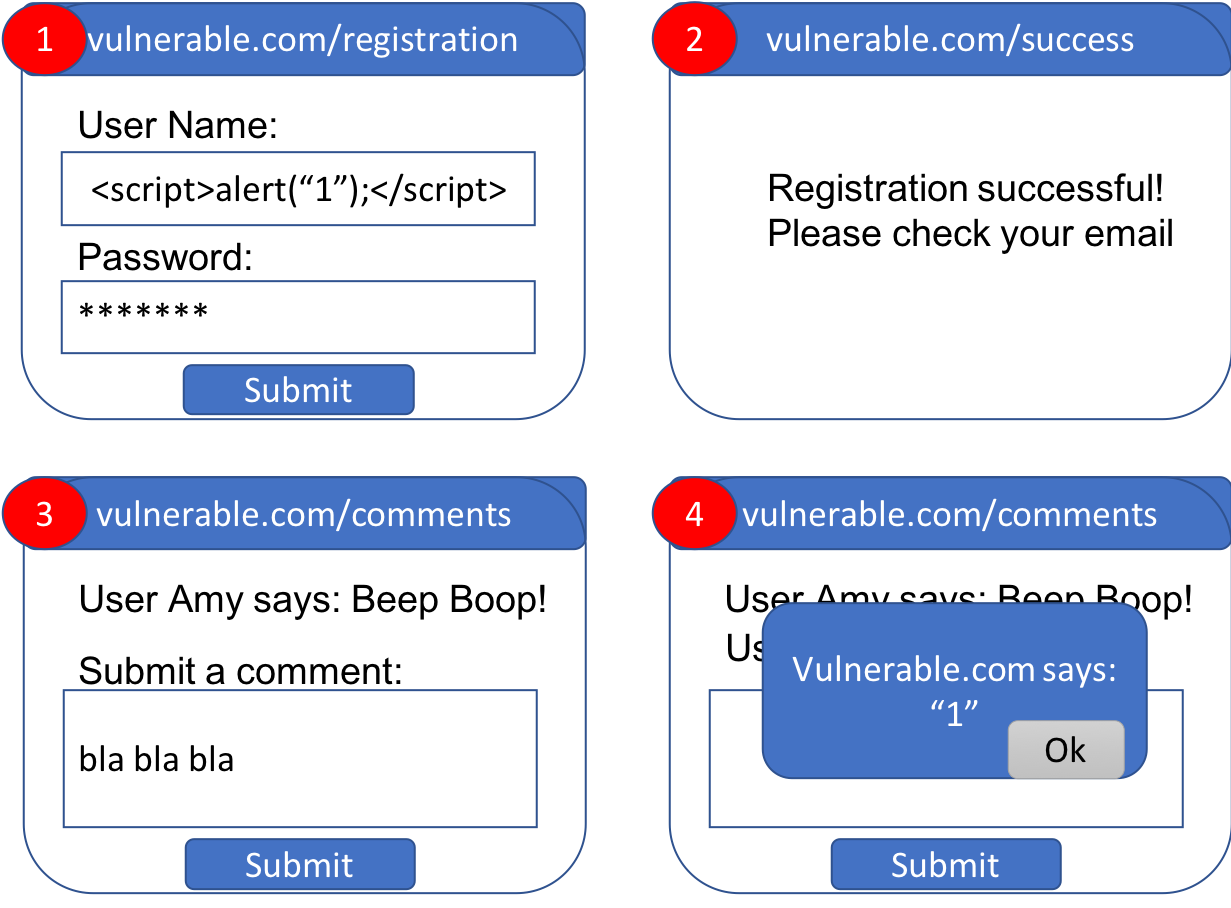 1
vulnerable.com/registration
User Name:
<script>alert(“1”);</script>
Password:
*******
Submit
2
vulnerable.com/success
Registration successful!
Please check your email
3
vulnerable.com/comments
User Amy says: Beep Boop!
Submit a comment:
bla bla bla
Submit
4
vulnerable.com/comments
User Amy says: Beep Boop!
Vulnerable.com says:
“1”
Ok
Submit